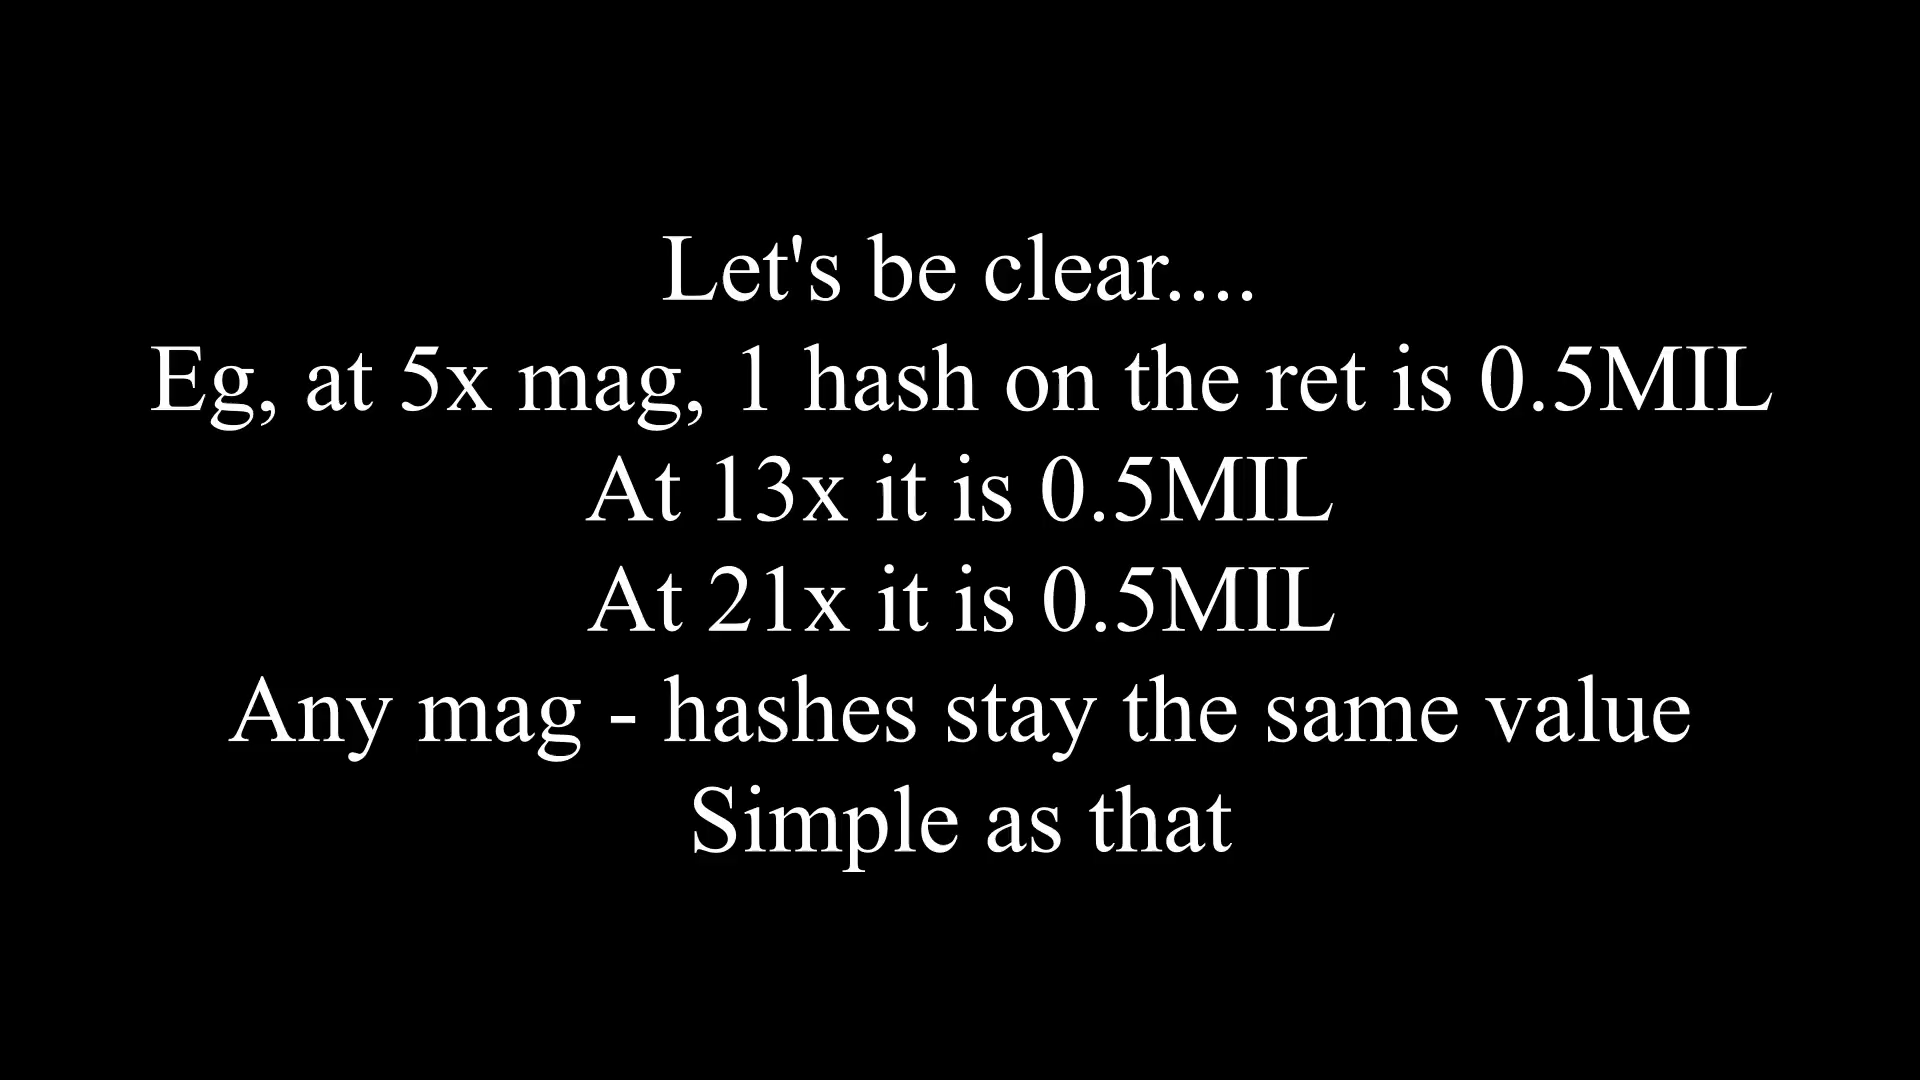 Let's be clear....
Eg, at 5x mag, 1 hash on the ret is 0.5MIL
At 13x it is 0.5MIL
At 21x it is 0.5MIL
Any mag - hashes stay the same value
Simple as that